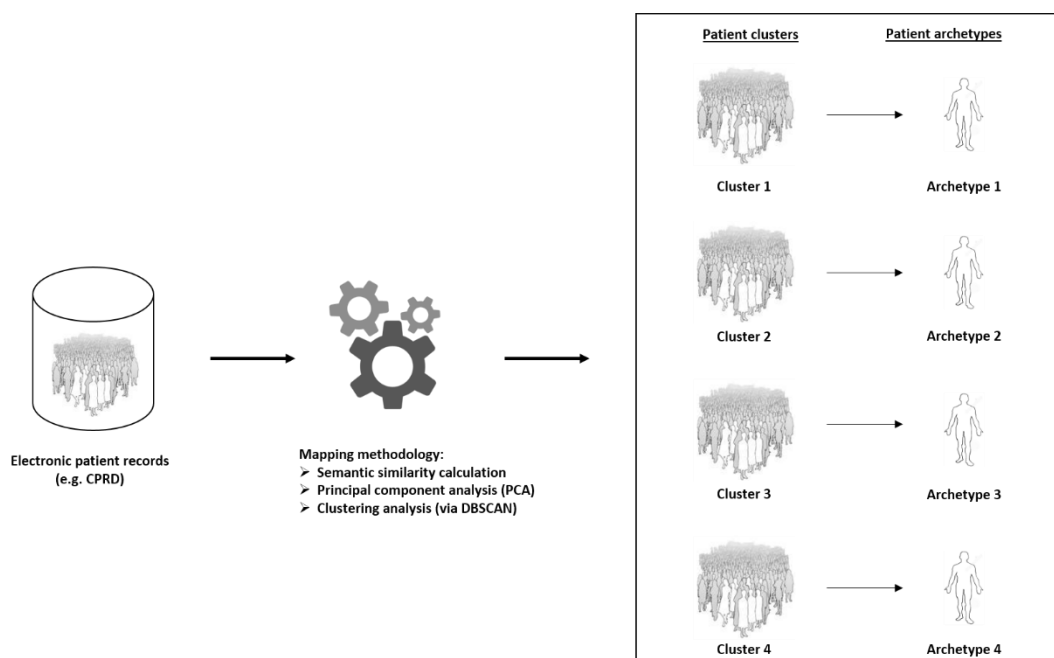 Patient clusters
Patient archetypes
Cluster 1
Archetype 1
Cluster 2
Archetype 2
Cluster 3
Archetype 3
Cluster 4
Archetype 4
Electronic patient records
(e.g. CPRD)
Mapping methodology:
➢ Semantic similarity calculation
➢ Principal component analysis (PCA)
➢ Clustering analysis (via DBSCAN)